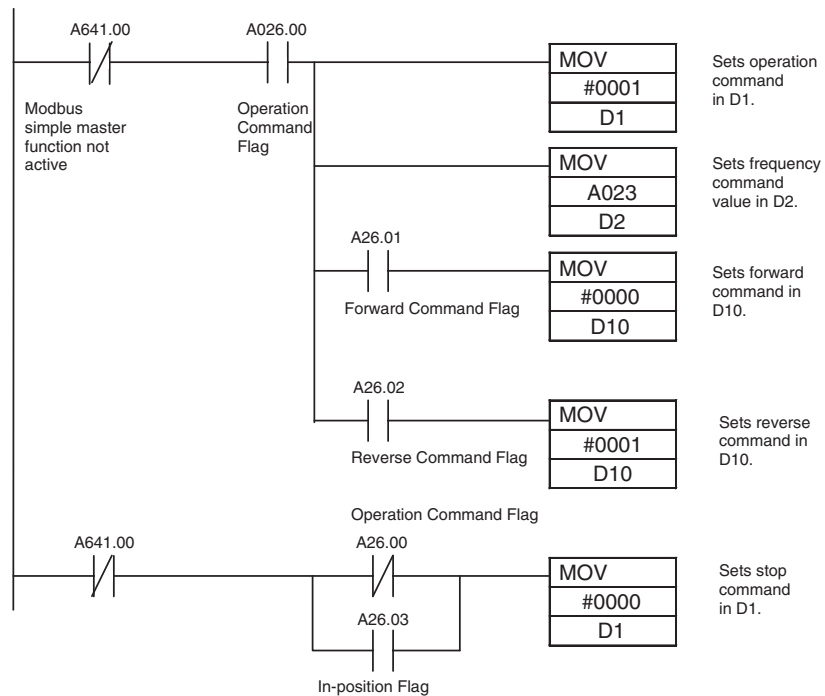 A641.00
A026.00
Modbus
simple master
function not
active
Operation
Command
Flag
MOV
#0001
D1
Sets operation
command
in D1.
MOV
A023
D2
Sets frequency
command
value in D2.
A26.01
Forward Command Flag
MOV
#0000
D10
Sets forward
command in
D10.
A26.02
Reverse Command Flag
MOV
#0001
D10
Sets reverse
command in
D10.
Operation Command Flag
A641.00
A26.00
A26.03
In-position Flag
MOV
#0000
D1
Sets stop
command
in D1.